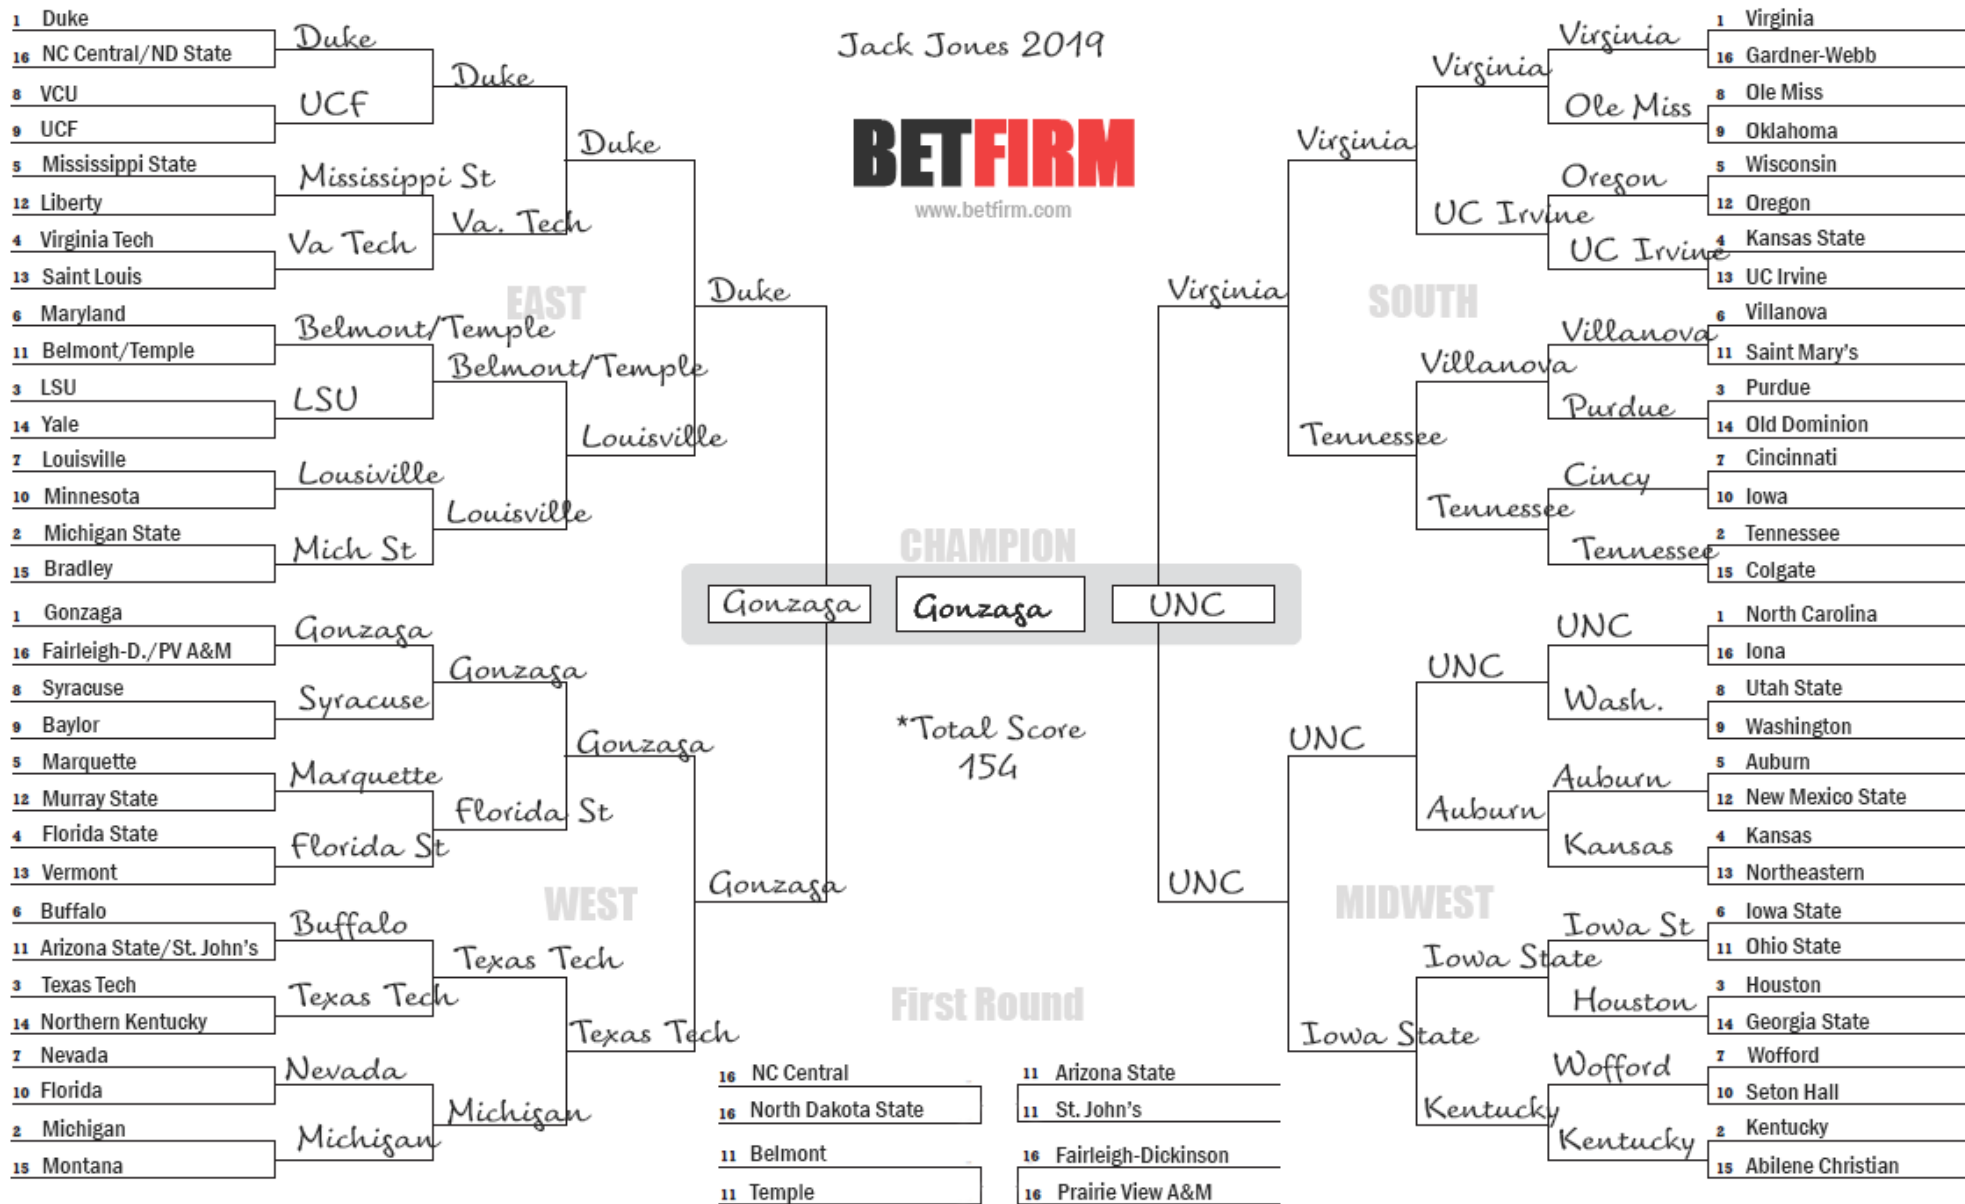 Jack Jones 2019
BETFIRM
www.betfirm.com
1 Duke
16 NC Central/ND State
8 VCU
9 UCF
5 Mississippi State
12 Liberty
4 Virginia Tech
13 Saint Louis
6 Maryland
11 Belmont/Temple
3 LSU
14 Yale
7 Louisville
10 Minnesota
2 Michigan State
15 Bradley
Duke
UCF
Mississippi St
Va Tech
Belmont/Temple
LSU
Lousiville
Mich St
Duke
Va. Tech
Belmont/Temple
Louisville
Duke
Louisville
Duke
EAST
1 Gonzaga
16 Fairleigh-D./PV A&M
8 Syracuse
9 Baylor
5 Marquette
12 Murray State
4 Florida State
13 Vermont
6 Buffalo
11 Arizona State/St. John's
3 Texas Tech
14 Northern Kentucky
7 Nevada
10 Florida
2 Michigan
15 Montana
Gonzaga
Syracuse
Marquette
Florida St
Buffalo
Texas Tech
Nevada
Michigan
Gonzaga
Florida St
Texas Tech
Michigan
Gonzaga
Texas Tech
Gonzaga
WEST
CHAMPION
Gonzaga
Gonzaga
UNC
*Total Score
154
First Round
16 NC Central
16 North Dakota State
11 Belmont
11 Temple
11 Arizona State
11 St. John's
16 Fairleigh-Dickinson
16 Prairie View A&M
Virginia
SOUTH
Virginia
Tennessee
Virginia
UC Irvine
Villanova
Tennessee
Virginia
Ole Miss
Oregon
UC Irvine
Villanova
Purdue
Cincy
Tennessee
1 Virginia
16 Gardner-Webb
8 Ole Miss
9 Oklahoma
5 Wisconsin
12 Oregon
4 Kansas State
13 UC Irvine
6 Villanova
11 Saint Mary's
3 Purdue
14 Old Dominion
7 Cincinnati
10 Iowa
2 Tennessee
15 Colgate
UNC
MIDWEST
UNC
Iowa State
UNC
Auburn
Iowa State
Kentucky
UNC
Wash.
Auburn
Kansas
Iowa St
Houston
Wofford
Kentucky
1 North Carolina
16 Iona
8 Utah State
9 Washington
5 Auburn
12 New Mexico State
4 Kansas
13 Northeastern
6 Iowa State
11 Ohio State
3 Houston
14 Georgia State
7 Wofford
10 Seton Hall
2 Kentucky
15 Abilene Christian